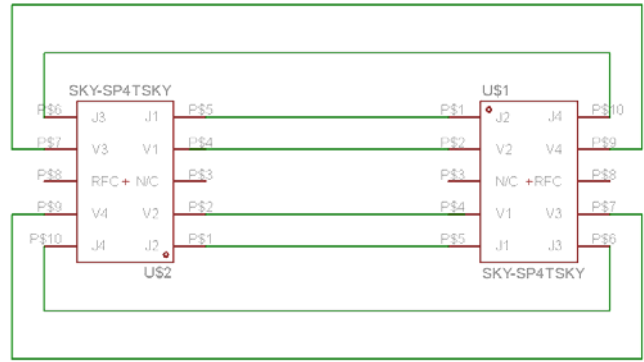 SKY-SP4TSKY U$1
P$6 J3 J1 P$5 P$1 J2 J4 P$10
P$7 V3 V1 P$4 P$2 V2 V4 P$9
P$8 RFC + N/C P$3 P$3 N/C +RFC P$8
P$9 V4 V2 P$2 P$4 V1 V3 P$7
P$10 J4 J2 P$1 P$5 J1 J3 P$6
U$2 SKY-SP4TSKY